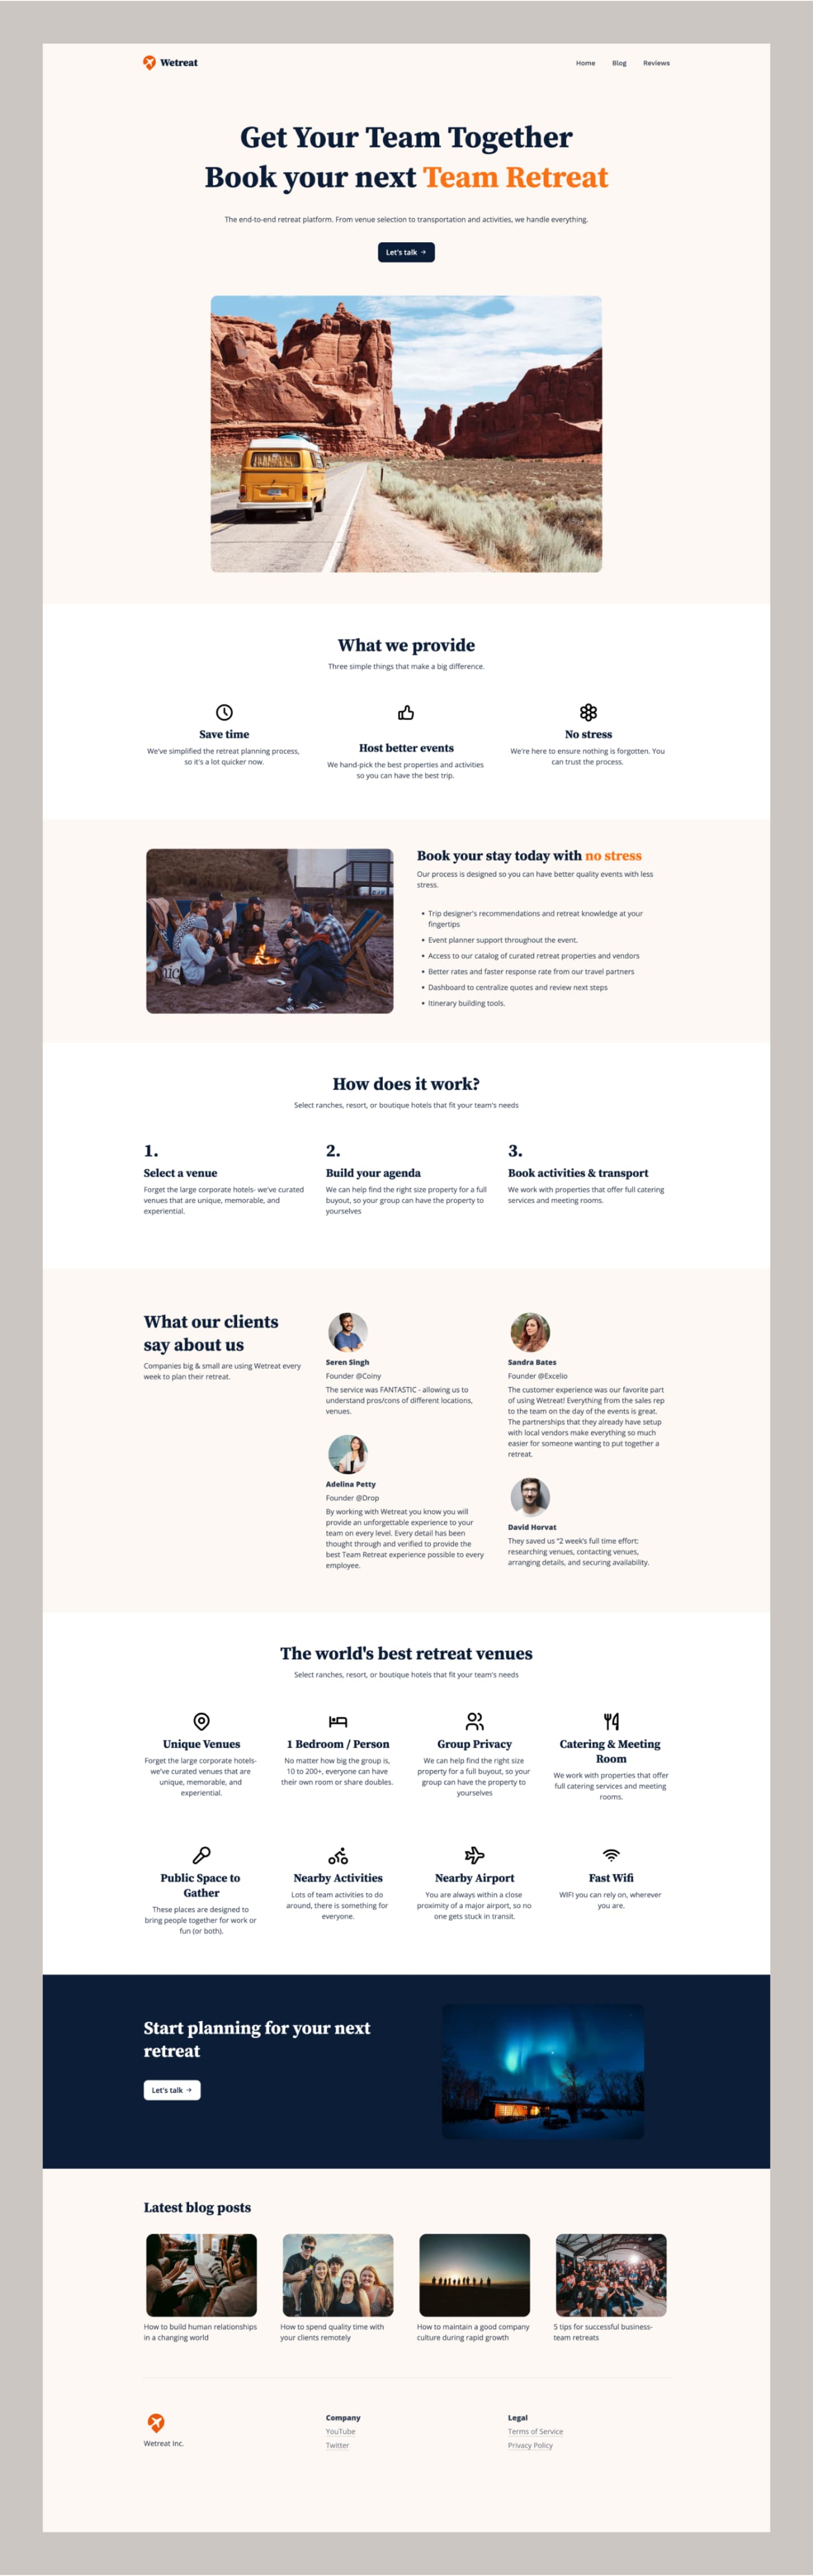 Wetreat
Home
Blog
Reviews
Get Your Team Together
Book your next Team Retreat
The end-to-end retreat platform. From venue selection to transportation and activities, we handle everything.
Let's talk →
What we provide
Three simple things that make a big difference.
Save time
We've simplified the retreat planning process,
so it's a lot quicker now.
Host better events
We hand-pick the best properties and activities
so you can have the best trip.
No stress
We're here to ensure nothing is forgotten. You
can trust the process.
Book your stay today with no stress
Our process is designed so you can have better quality events with less
stress.
• Trip designer's recommendations and retreat knowledge at your
fingertips
• Event planner support throughout the event.
• Access to our catalog of curated retreat properties and vendors
• Better rates and faster response rate from our travel partners
• Dashboard to centralize quotes and review next steps
• Itinerary building tools.
How does it work?
Select ranches, resort, or boutique hotels that fit your team's needs
1.
Select a venue
Forget the large corporate hotels- we've curated
venues that are unique, memorable, and
experiential.
2.
Build your agenda
We can help find the right size property for a full
buyout, so your group can have the property to
yourselves
3.
Book activities & transport
We work with properties that offer full catering
services and meeting rooms.
What our clients
say about us
Companies big & small are using Wetreat every
week to plan their retreat.
Seren Singh
Founder @Coiny
The service was FANTASTIC - allowing us to
understand pros/cons of different locations,
venues.
Adelina Petty
Founder @Drop
By working with Wetreat you know you will
provide an unforgettable experience to your
team on every level. Every detail has been
thought through and verified to provide the
best Team Retreat experience possible to every
employee.
Sandra Bates
Founder @Excelio
The customer experience was our favorite part
of using Wetreat! Everything from the sales rep
to the team on the day of the events is great.
The partnerships that they already have setup
with local vendors make everything so much
easier for someone wanting to put together a
retreat.
David Horvat
They saved us "2 week's full time effort:
researching venues, contacting venues,
arranging details, and securing availability.
The world's best retreat venues
Select ranches, resort, or boutique hotels that fit your team's needs
Unique Venues
Forget the large corporate hotels-
we've curated venues that are
unique, memorable, and
experiential.
1 Bedroom / Person
No matter how big the group is,
10 to 200+, everyone can have
their own room or share doubles.
Group Privacy
We can help find the right size
property for a full buyout, so your
group can have the property to
yourselves
Catering & Meeting
Room
We work with properties that offer
full catering services and meeting
rooms.
Public Space to
Gather
These places are designed to
bring people together for work or
fun (or both).
Nearby Activities
Lots of team activities to do
around, there is something for
everyone.
Nearby Airport
You are always within a close
proximity of a major airport, so no
one gets stuck in transit.
Fast Wifi
WIFI you can rely on, wherever
you are.
Start planning for your next
retreat
Let's talk →
Latest blog posts
How to build human relationships
in a changing world
How to spend quality time with
your clients remotely
How to maintain a good company
culture during rapid growth
5 tips for successful business-
team retreats
Wetreat Inc.
Company
YouTube
Twitter
Legal
Terms of Service
Privacy Policy